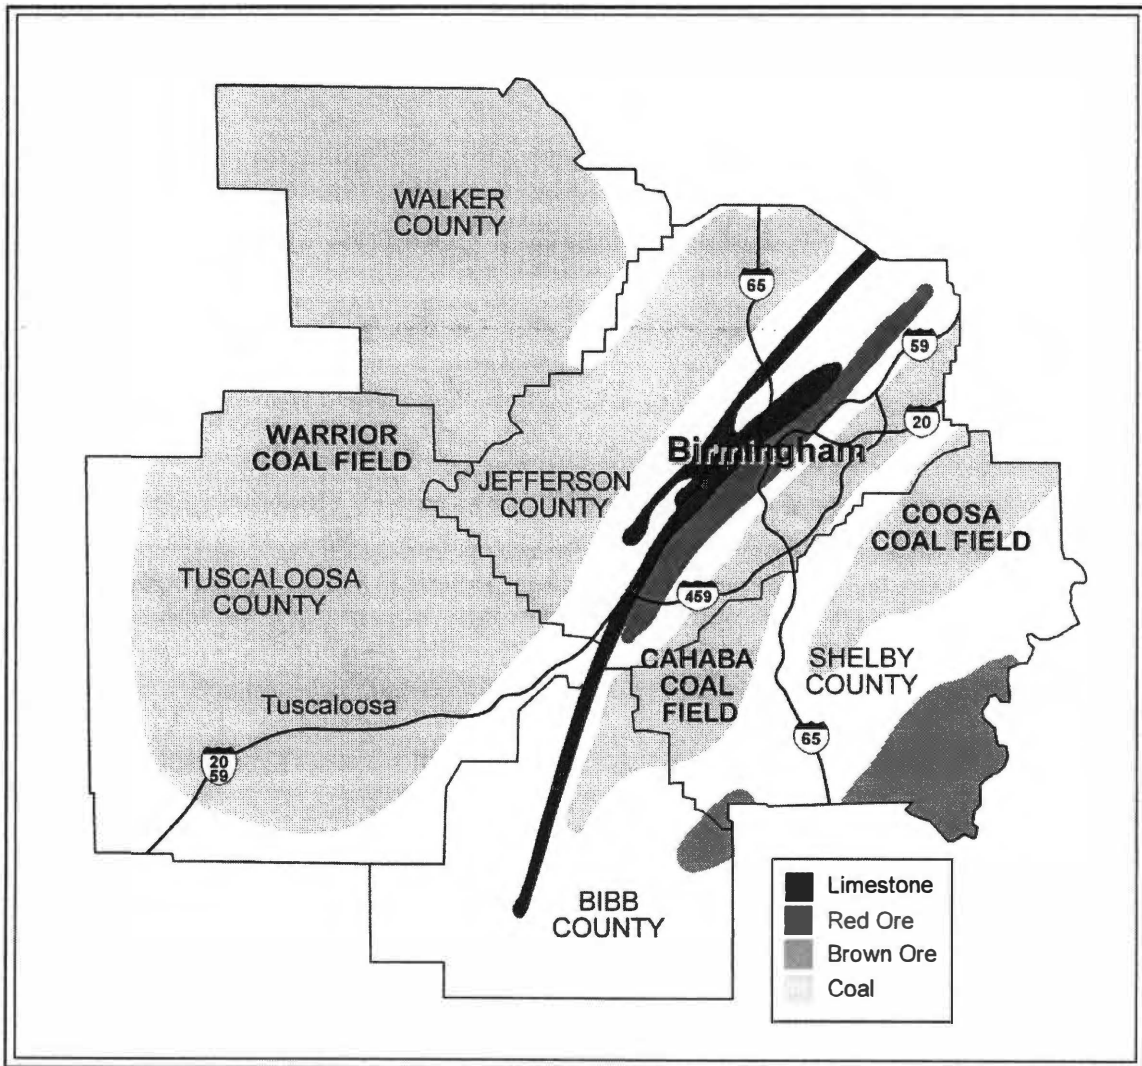 WALKER
COUNTY
65
59
20
WARRIOR
COAL FIELD
Birmingham
JEFFERSON
COUNTY
COOSA
COAL FIELD
TUSCALOOSA
COUNTY
459
CAHABA
COAL
FIELD
SHELBY
COUNTY
Tuscaloosa
65
20
59
BIBB
COUNTY
Limestone
Red Ore
Brown Ore
Coal